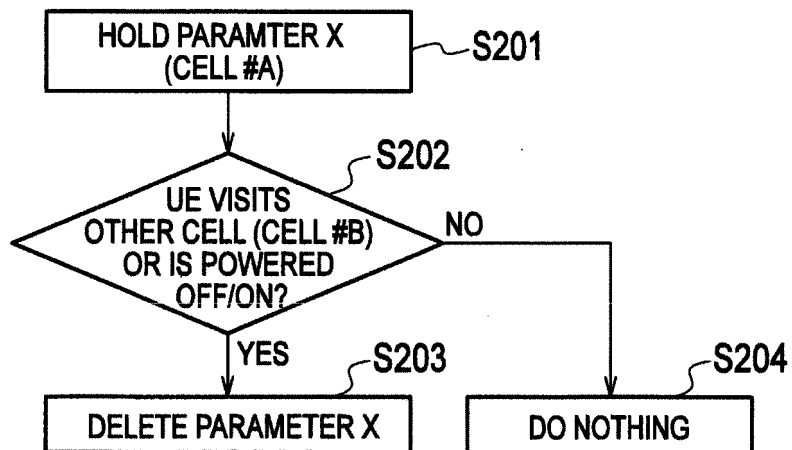 HOLD PARAMTER X
(CELL #A)
S201
S202
UE VISITS
OTHER CELL (CELL #B)
OR IS POWERED
OFF/ON?
NO
YES
S203
S204
DELETE PARAMETER X
DO NOTHING